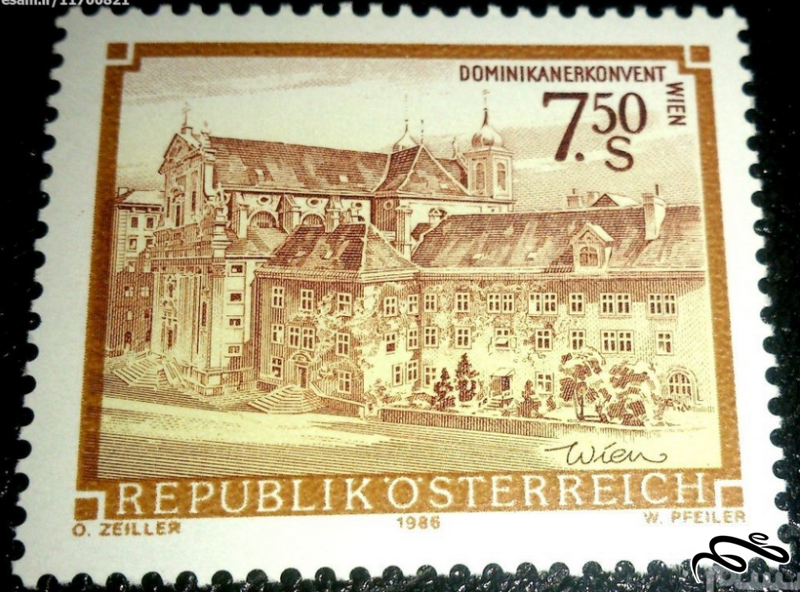 esam.ir/11700821
DOMINIKANERKONVENT
WIEN
7.50
S
Wien
REPUBLIK ÖSTERREICH
O. ZEILLER 1986 W. PFEILER